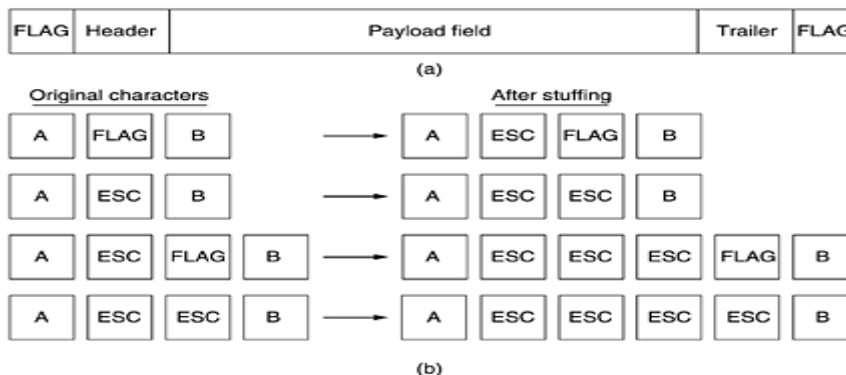 FLAG Header Payload field Trailer FLAG
(a)
Original characters After stuffing
A FLAG B A ESC FLAG B
A ESC B A ESC ESC B
A ESC FLAG B A ESC ESC ESC FLAG B
A ESC ESC B A ESC ESC ESC ESC B
(b)